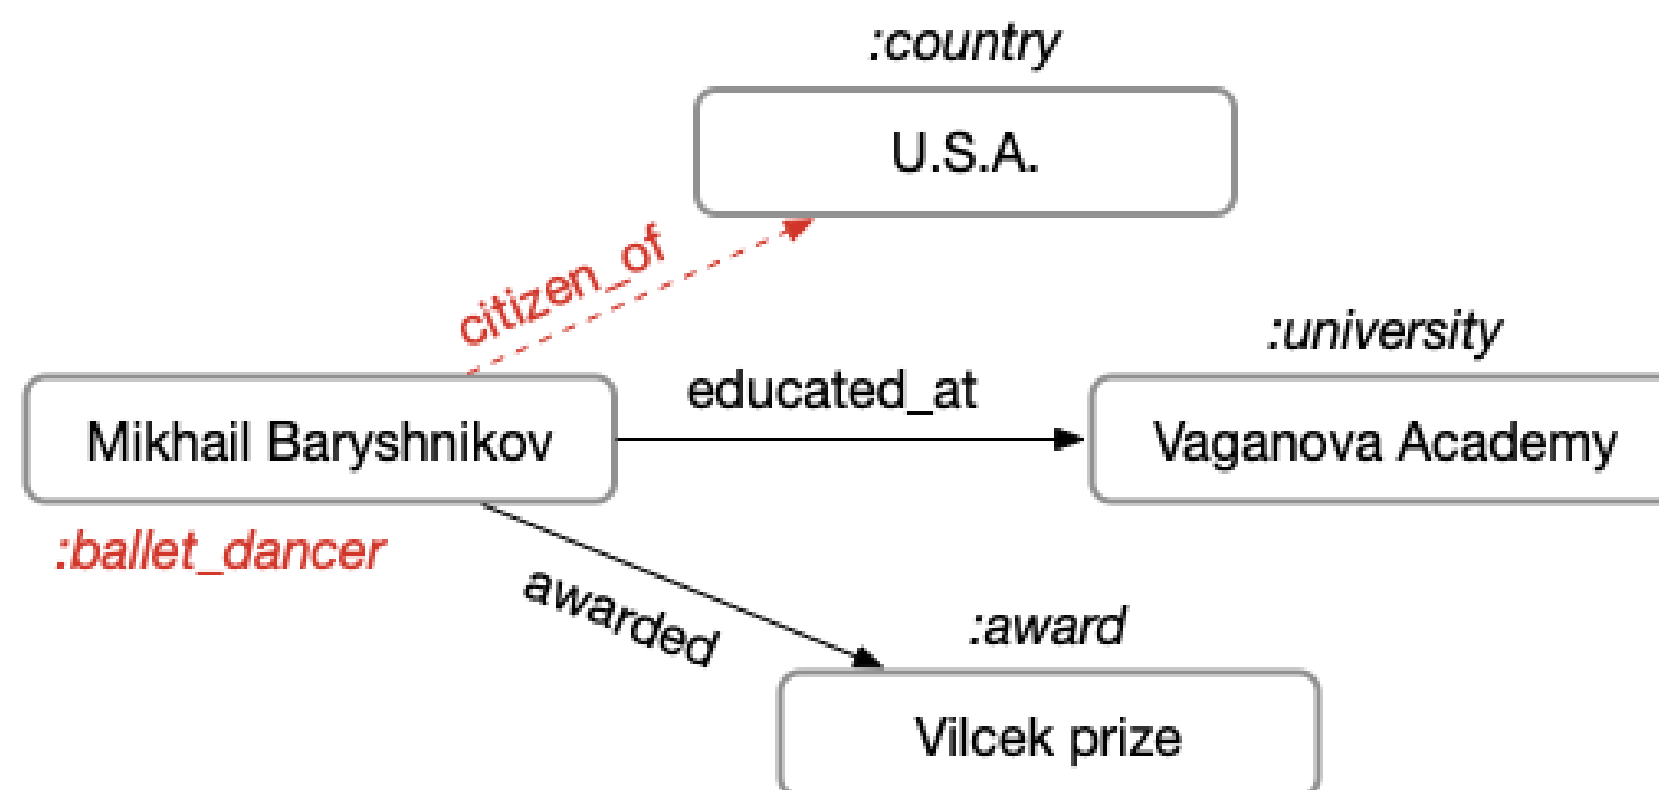 :country
U.S.A.
citizen_of
:university
educated_at
Mikhail Baryshnikov
Vaganova Academy
:ballet_dancer
awarded
:award
Vilcek prize